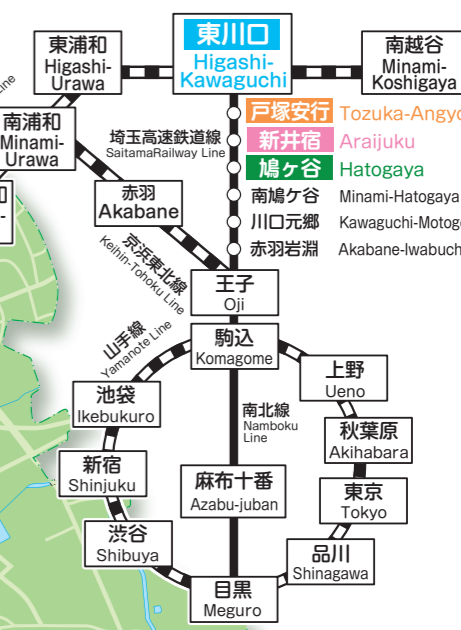 東川口
Higashi-
Kawaguchi
東浦和
Higashi-
Urawa
南越谷
Minami-
Koshigaya
南浦和
Minami-
Urawa
埼玉高速鉄道線
SaitamaRailway Line
戸塚安行 Tozuka-Angyo
新井宿 Araijuku
鳩ヶ谷 Hatogaya
南鳩ヶ谷 Minami-Hatogaya
川口元郷 Kawaguchi-Motogo
赤羽岩淵 Akabane-Iwabuch
赤羽
Akabane
京浜東北線
Keihin-Tohoku Line
王子
Oji
駒込
Komagome
山手線
Yamanote Line
上野
Ueno
池袋
Ikebukuro
南北線
Namboku
Line
秋葉原
Akihabara
新宿
Shinjuku
麻布十番
Azabu-juban
東京
Tokyo
渋谷
Shibuya
品川
Shinagawa
目黒
Meguro